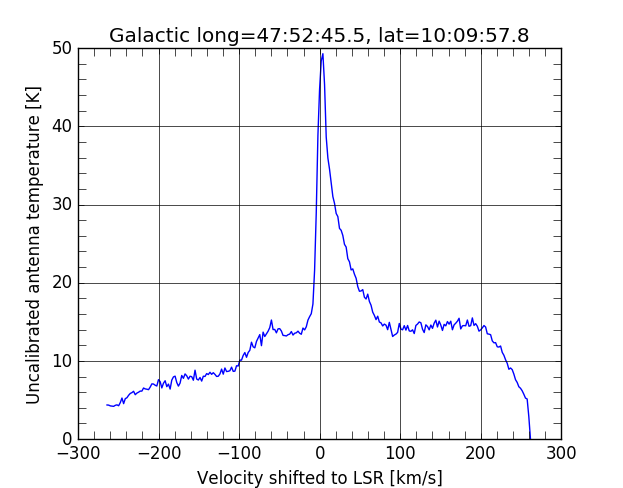 Galactic long=47:52:45.5, lat=10:09:57.8
Uncalibrated antenna temperature [K]
50
40
30
20
10
0
−300 −200 −100 0 100 200 300
Velocity shifted to LSR [km/s]